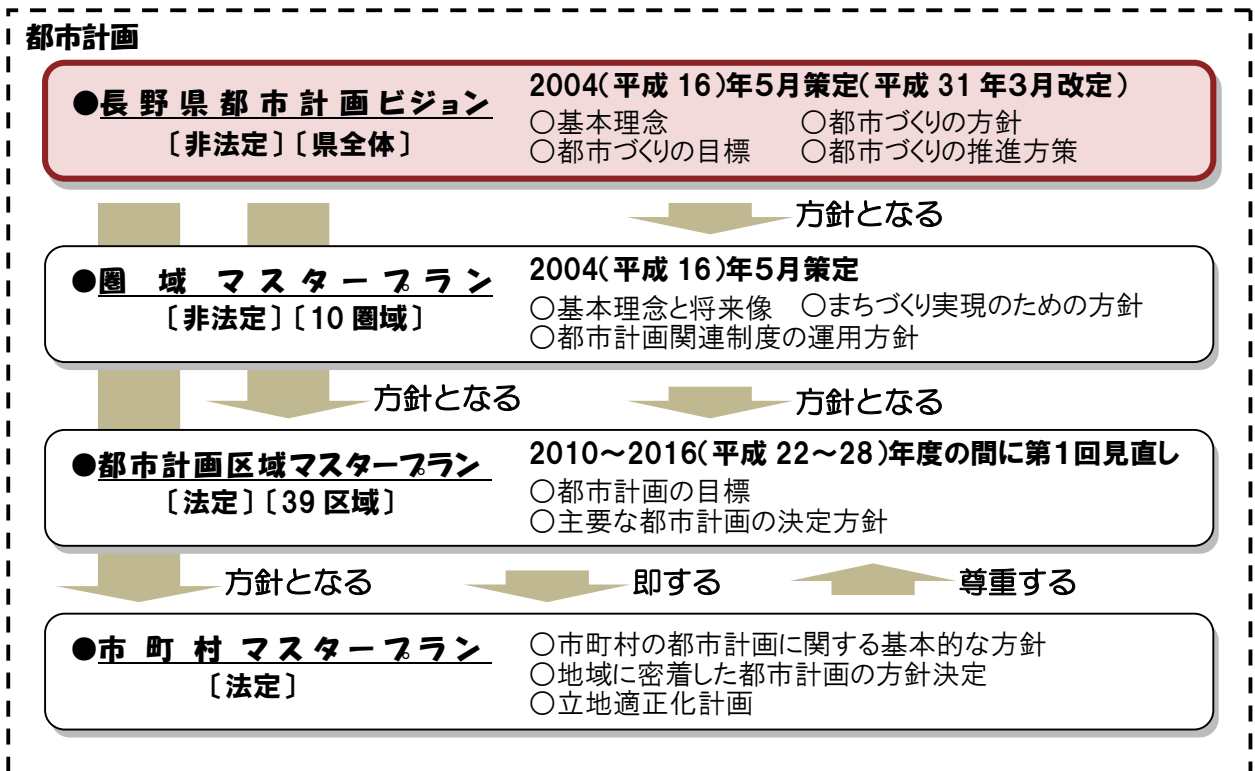 都市計画
●長野県都市計画ビジョン
〔非法定〕〔県全体〕
2004(平成 16)年5月策定(平成 31 年3月改定)
○基本理念 ○都市づくりの方針
○都市づくりの目標 ○都市づくりの推進方策
方針となる
●圏域マスタープラン
〔非法定〕〔10 圏域〕
2004(平成 16)年5月策定
○基本理念と将来像 ○まちづくり実現のための方針
○都市計画関連制度の運用方針
方針となる 方針となる
●都市計画区域マスタープラン
〔法定〕〔39 区域〕
2010～2016(平成 22～28)年度の間に第1回見直し
○都市計画の目標
○主要な都市計画の決定方針
方針となる 即する 尊重する
●市町村マスタープラン
〔法定〕
○市町村の都市計画に関する基本的な方針
○地域に密着した都市計画の方針決定
○立地適正化計画